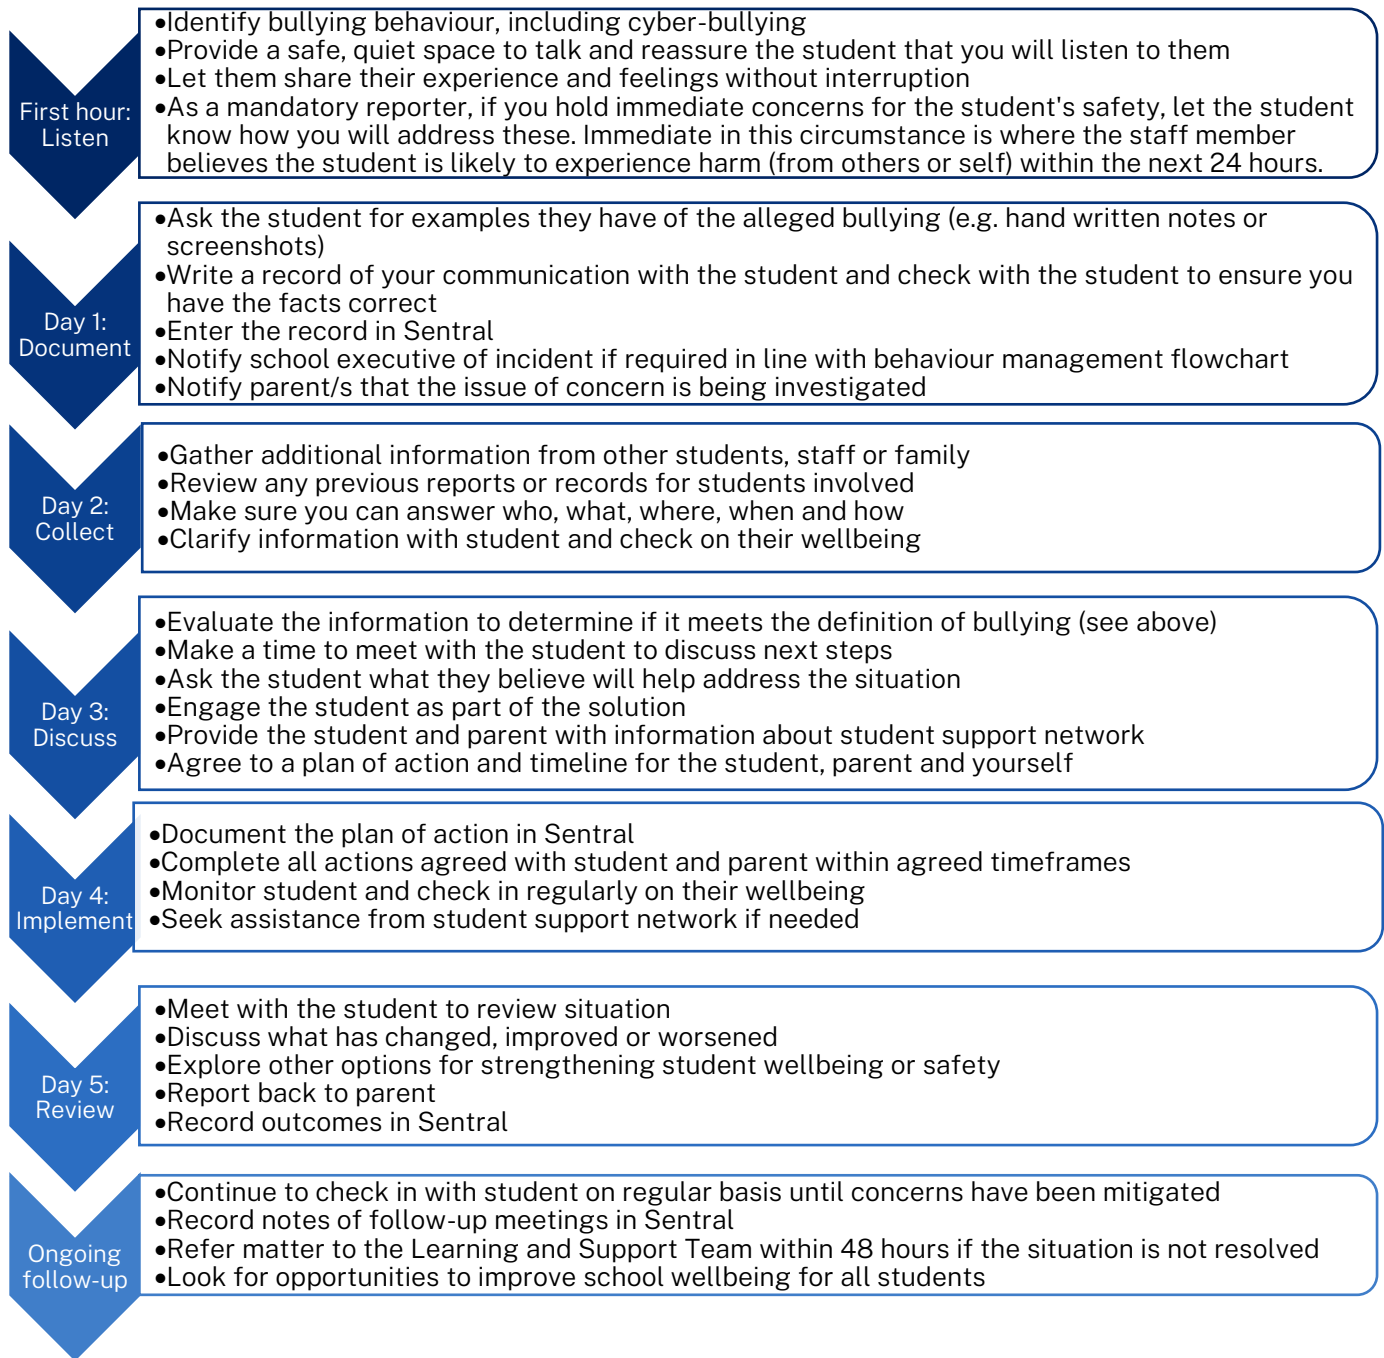 First hour:
Listen
•Identify bullying behaviour, including cyber-bullying
•Provide a safe, quiet space to talk and reassure the student that you will listen to them
•Let them share their experience and feelings without interruption
•As a mandatory reporter, if you hold immediate concerns for the student's safety, let the student
know how you will address these. Immediate in this circumstance is where the staff member
believes the student is likely to experience harm (from others or self) within the next 24 hours.
Day 1:
Document
•Ask the student for examples they have of the alleged bullying (e.g. hand written notes or
screenshots)
•Write a record of your communication with the student and check with the student to ensure you
have the facts correct
•Enter the record in Sentral
•Notify school executive of incident if required in line with behaviour management flowchart
•Notify parent/s that the issue of concern is being investigated
Day 2:
Collect
•Gather additional information from other students, staff or family
•Review any previous reports or records for students involved
•Make sure you can answer who, what, where, when and how
•Clarify information with student and check on their wellbeing
Day 3:
Discuss
•Evaluate the information to determine if it meets the definition of bullying (see above)
•Make a time to meet with the student to discuss next steps
•Ask the student what they believe will help address the situation
•Engage the student as part of the solution
•Provide the student and parent with information about student support network
•Agree to a plan of action and timeline for the student, parent and yourself
Day 4:
Implement
•Document the plan of action in Sentral
•Complete all actions agreed with student and parent within agreed timeframes
•Monitor student and check in regularly on their wellbeing
•Seek assistance from student support network if needed
Day 5:
Review
•Meet with the student to review situation
•Discuss what has changed, improved or worsened
•Explore other options for strengthening student wellbeing or safety
•Report back to parent
•Record outcomes in Sentral
Ongoing
follow-up
•Continue to check in with student on regular basis until concerns have been mitigated
•Record notes of follow-up meetings in Sentral
•Refer matter to the Learning and Support Team within 48 hours if the situation is not resolved
•Look for opportunities to improve school wellbeing for all students